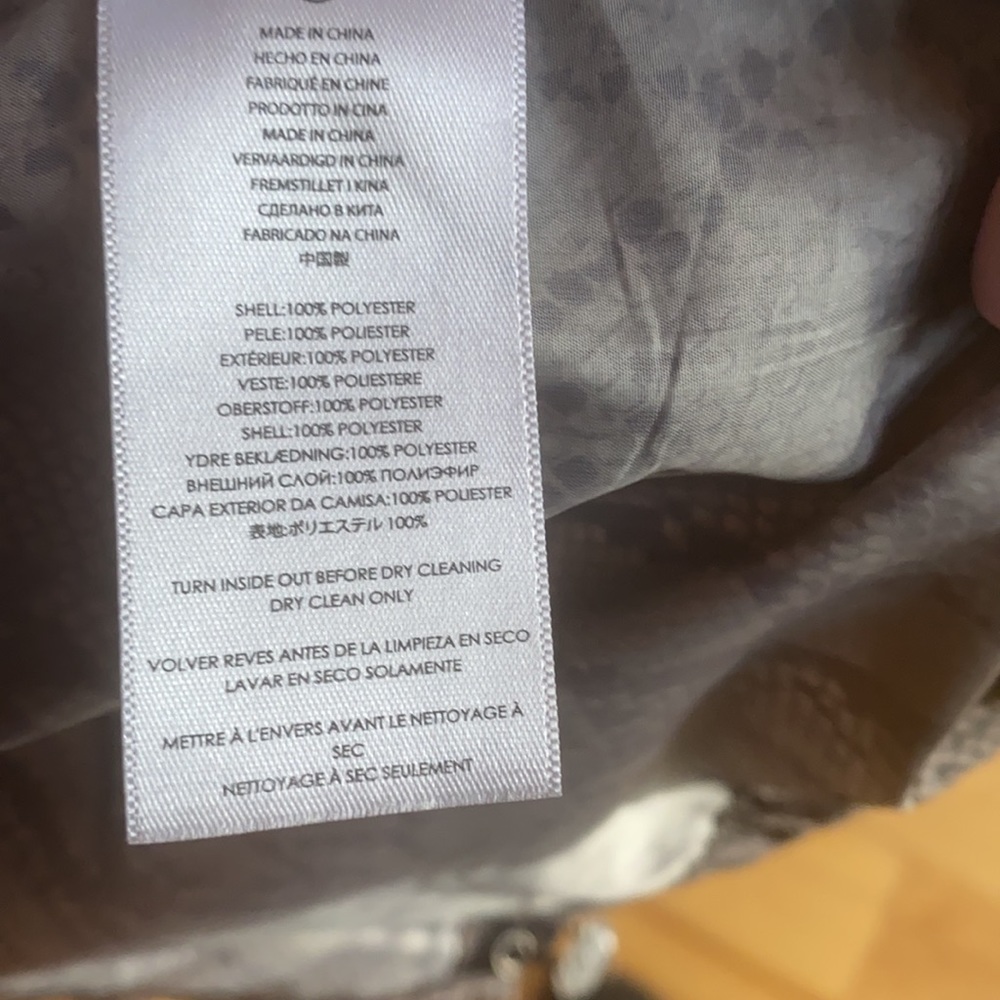 MADE IN CHINA
HECHO EN CHINA
FABRIQUÉ EN CHINE
PRODOTTO IN CINA
MADE IN CHINA
VERVAARDIGD IN CHINA
FREMSTILLET I KINA
СДЕЛАНО В КИТА
FABRICADO NA CHINA
中国製
SHELL:100% POLYESTER
PELE:100% POLIESTER
EXTÉRIEUR:100% POLYESTER
VESTE:100% POLIESTERE
OBERSTOFF:100% POLYESTER
SHELL:100% POLYESTER
YDRE BEKLÆDNING:100% POLYESTER
ВНЕШНИЙ СЛОЙ:100% ПОЛИЭФИР
CAPA EXTERIOR DA CAMISA:100% POLIESTER
表地:ポリエステル 100%
TURN INSIDE OUT BEFORE DRY CLEANING
DRY CLEAN ONLY
VOLVER REVES ANTES DE LA LIMPIEZA EN SECO
LAVAR EN SECO SOLAMENTE
METTRE À L'ENVERS AVANT LE NETTOYAGE À
SEC
NETTOYAGE À SEC SEULEMENT